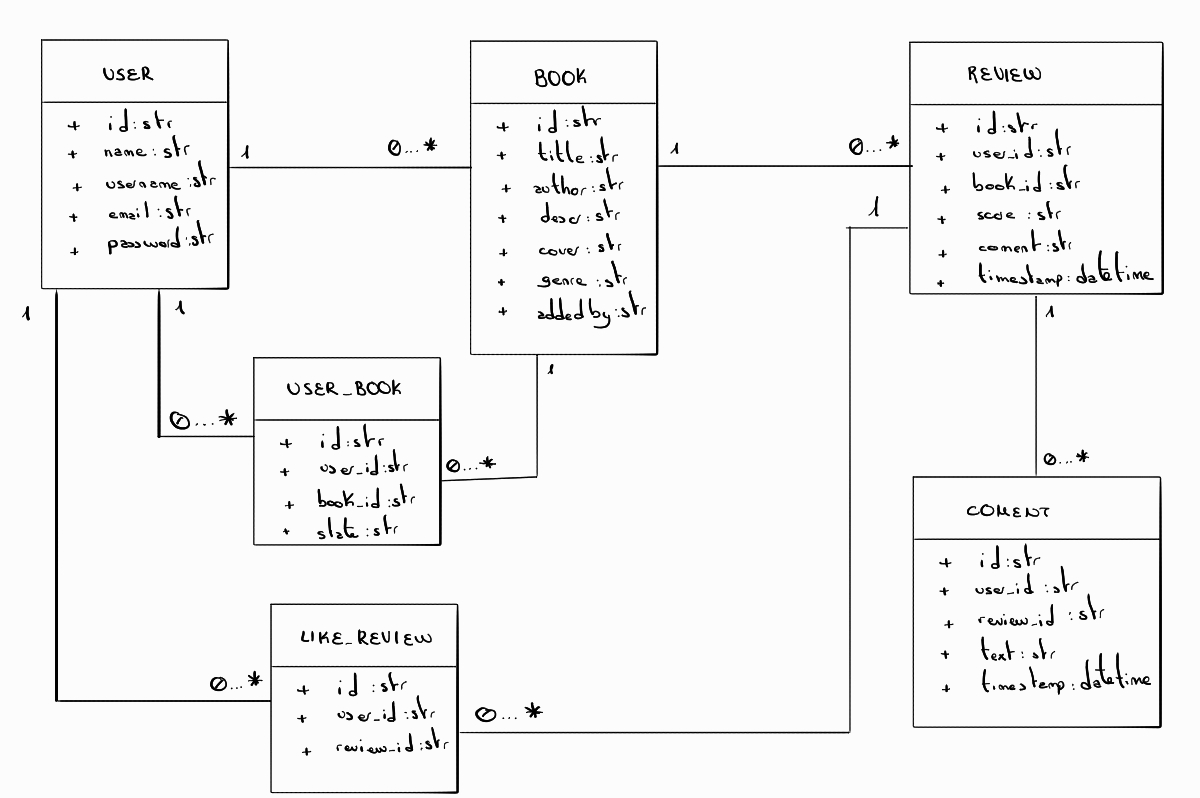 USER
+ id:str
+ name:str
+ username:str
+ email:str
+ password:str
1
0...*
BOOK
+ id:str
+ title:str
+ author:str
+ descr:str
+ cover:str
+ genre:str
+ added by:str
1
0...*
REVIEW
+ id:str
+ user_id:str
+ book_id:str
+ score:str
+ coment:str
+ timestamp:datetime
1
1
1
0...*
USER_BOOK
+ id:str
+ user_id:str
+ book_id:str
+ state:str
1
0...*
1
0...*
COMENT
+ id:str
+ user_id:str
+ review_id:str
+ text:str
+ timestamp:datetime
0...*
LIKE_REVIEW
+ id:str
+ user_id:str
+ review_id:str
0...*